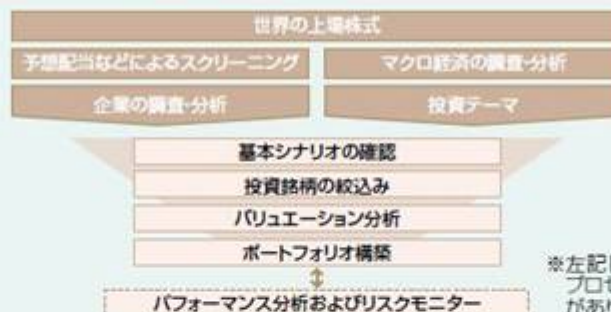 世界の上場株式
予想配当などによるスクリーニング
マクロ経済の調査・分析
企業の調査・分析
投資テーマ
基本シナリオの確認
投資銘柄の絞込み
バリュエーション分析
ポートフォリオ構築
パフォーマンス分析およびリスクモニター
※左記
プロセ
があり